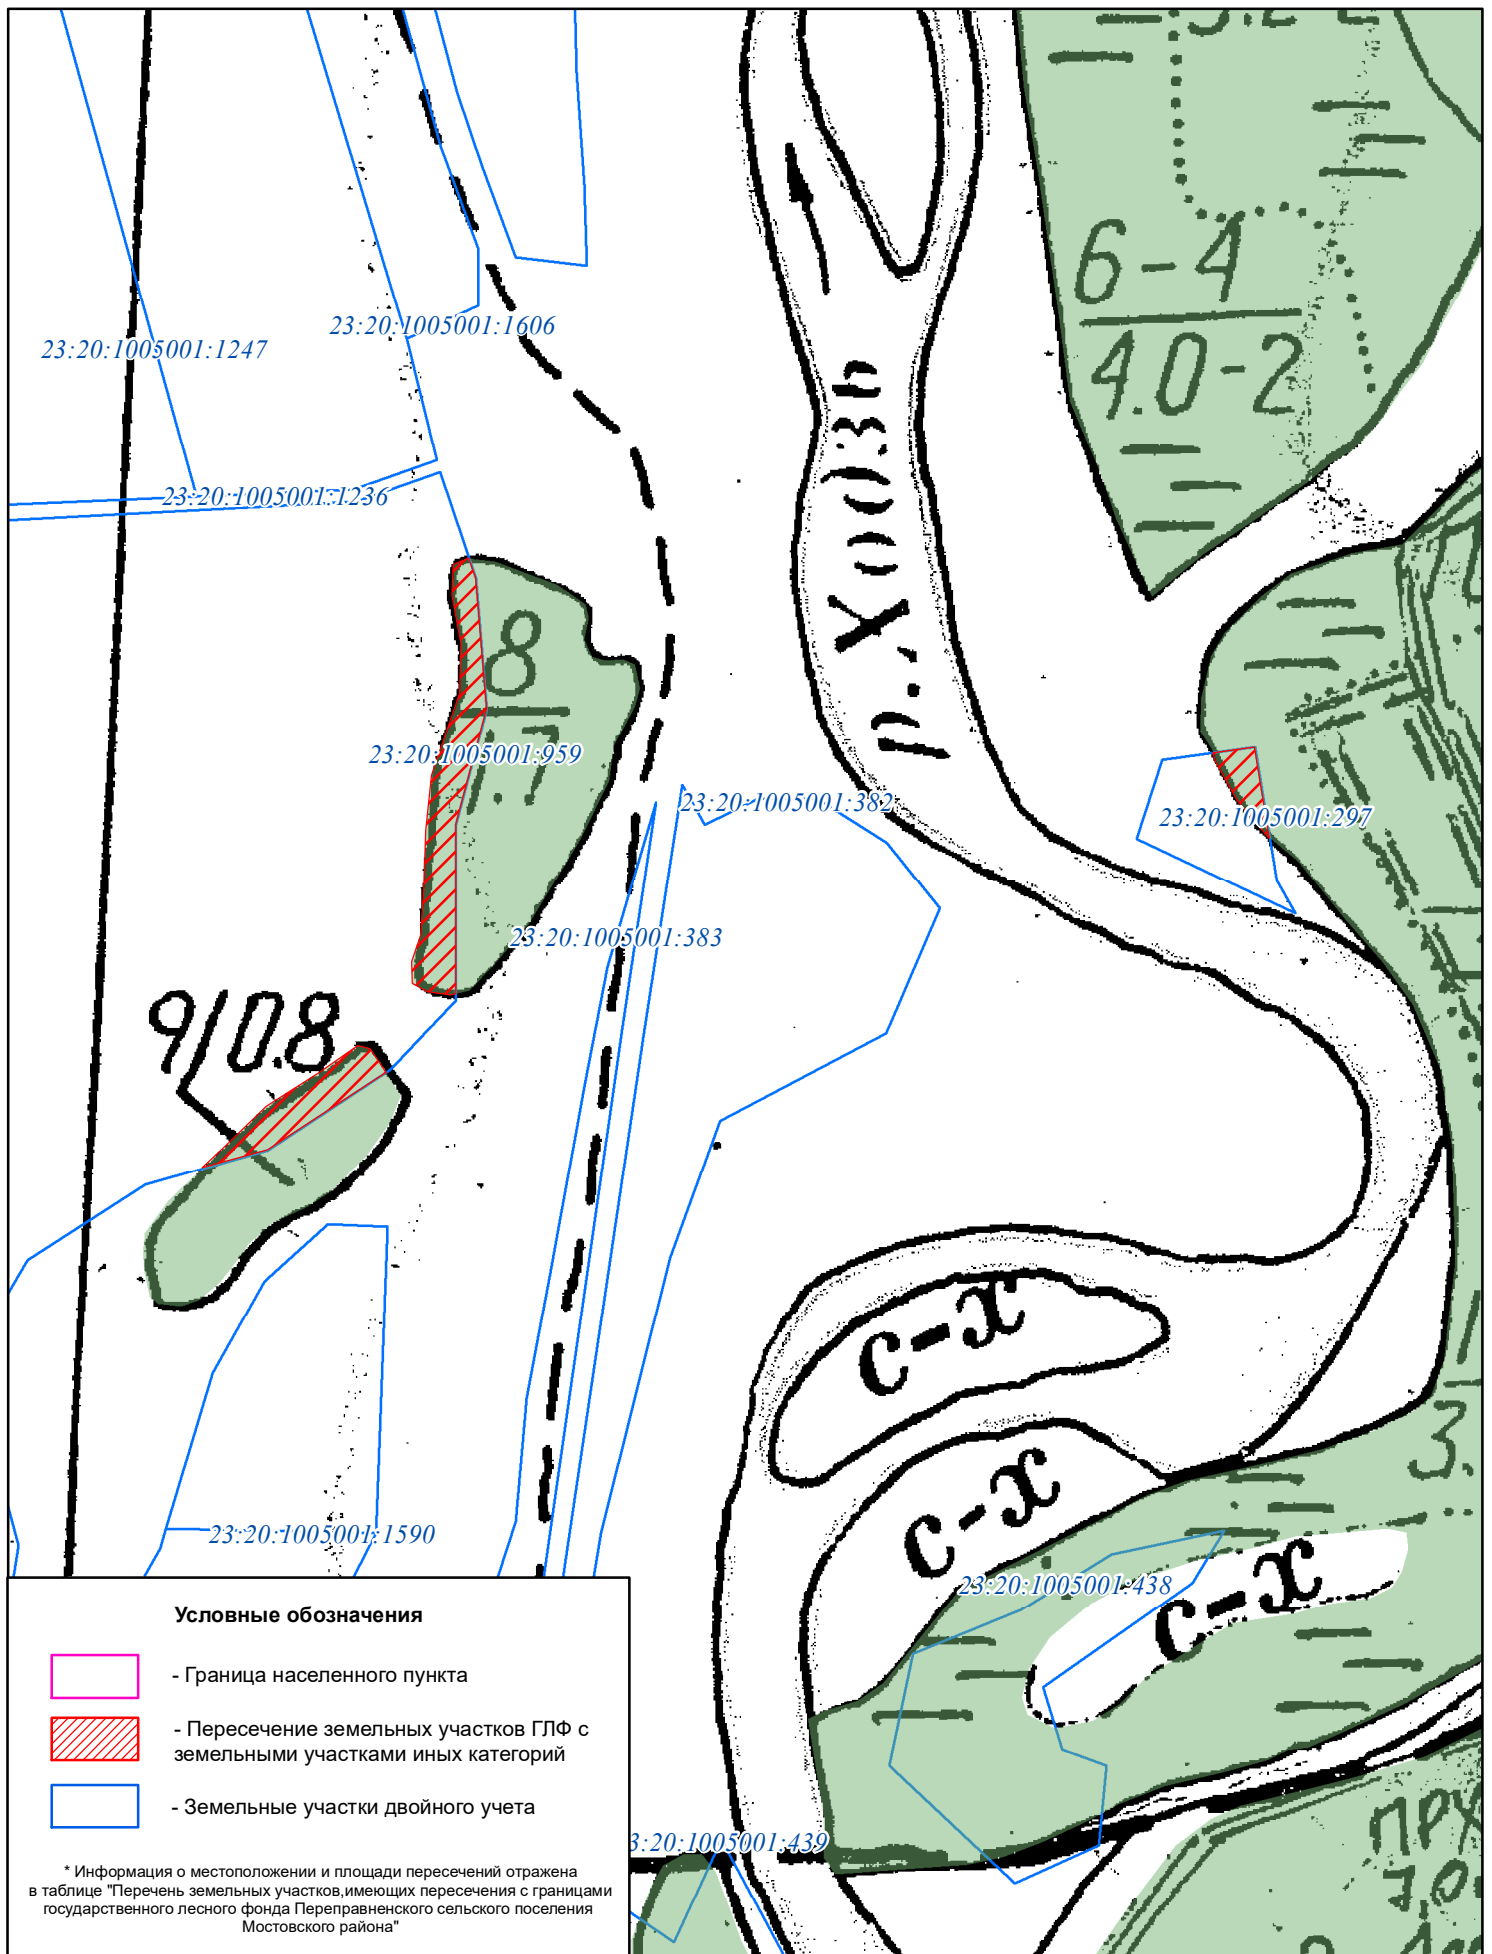 6-4
4.0-2
23:20:1005001:1606
23:20:1005001:1247
р. Ходзь
23:20:1005001:1236
8
1.7
23:20:1005001:959
23:20:1005001:382
23:20:1005001:297
23:20:1005001:383
9/0.8
с-х
3.
с-х
23:20:1005001:1590
23:20:1005001:438
с-х
3:20:1005001:439
ПРХ
Условные обозначения
- Граница населенного пункта
- Пересечение земельных участков ГЛФ с
земельными участками иных категорий
- Земельные участки двойного учета
* Информация о местоположении и площади пересечений отражена
в таблице "Перечень земельных участков,имеющих пересечения с границами
государственного лесного фонда Переправненского сельского поселения
Мостовского района"